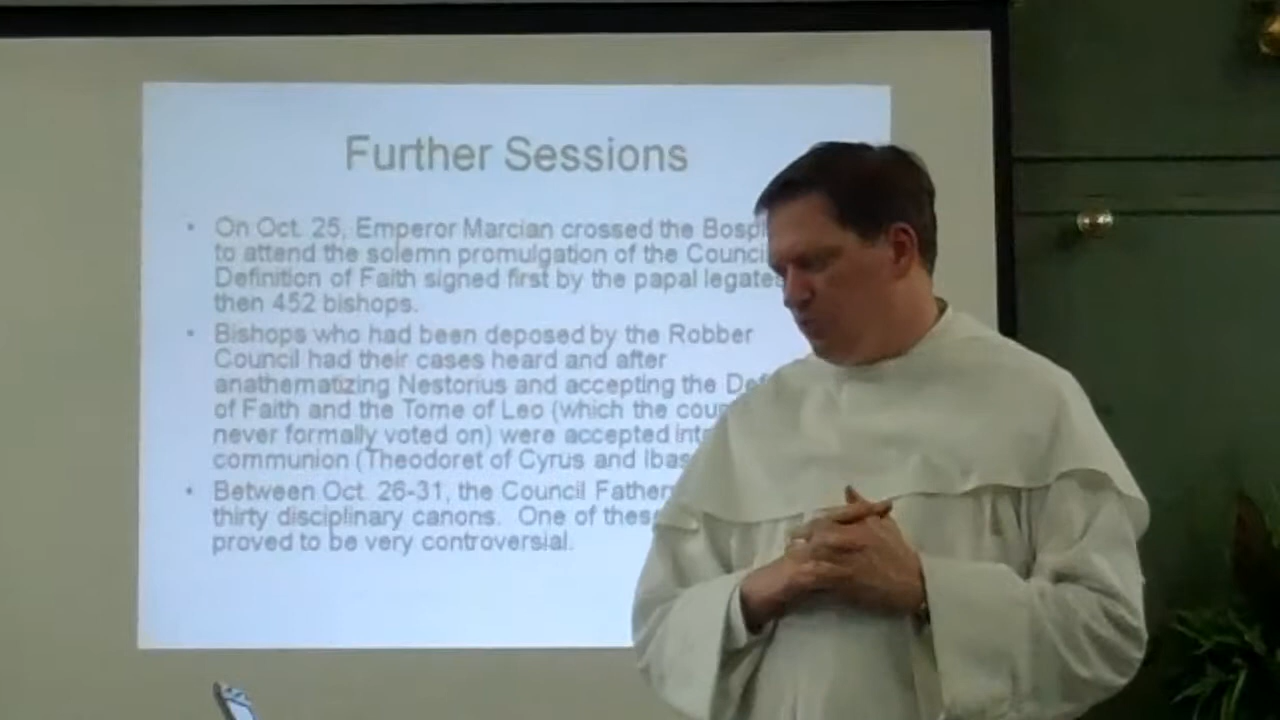 Further Sessions
• On Oct. 25, Emperor Marcian crossed the
to attend the solemn promulgation of the
Definition of Faith signed first by the papal legates
then 452 bishops.
• Bishops who had been deposed by the Robber
Council had their cases heard and after
anathematizing Nestorius and accepting the
of Faith and the Tome of Leo (which the
never formally voted on) were accepted
communion (Theodoret of Cyrus and Ibas
• Between Oct. 26-31, the Council
thirty disciplinary canons. One of
proved to be very controversial.